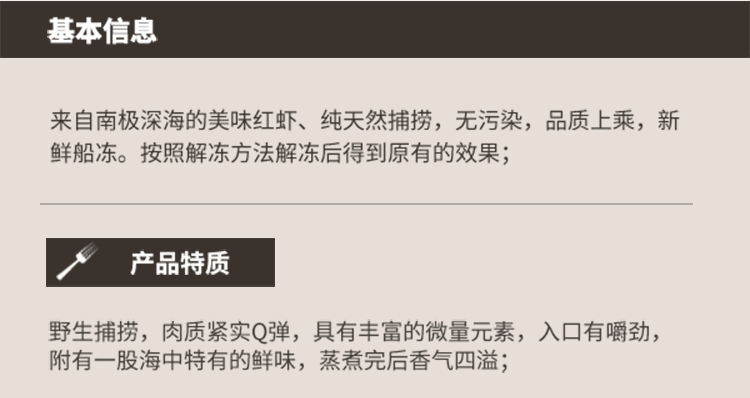 基本信息
来自南极深海的美味红虾、纯天然捕捞，无污染，品质上乘，新
鲜船冻。按照解冻方法解冻后得到原有的效果；
产品特质
野生捕捞，肉质紧实Q弹，具有丰富的微量元素，入口有嚼劲，
附有一股海中特有的鲜味，蒸煮完后香气四溢；